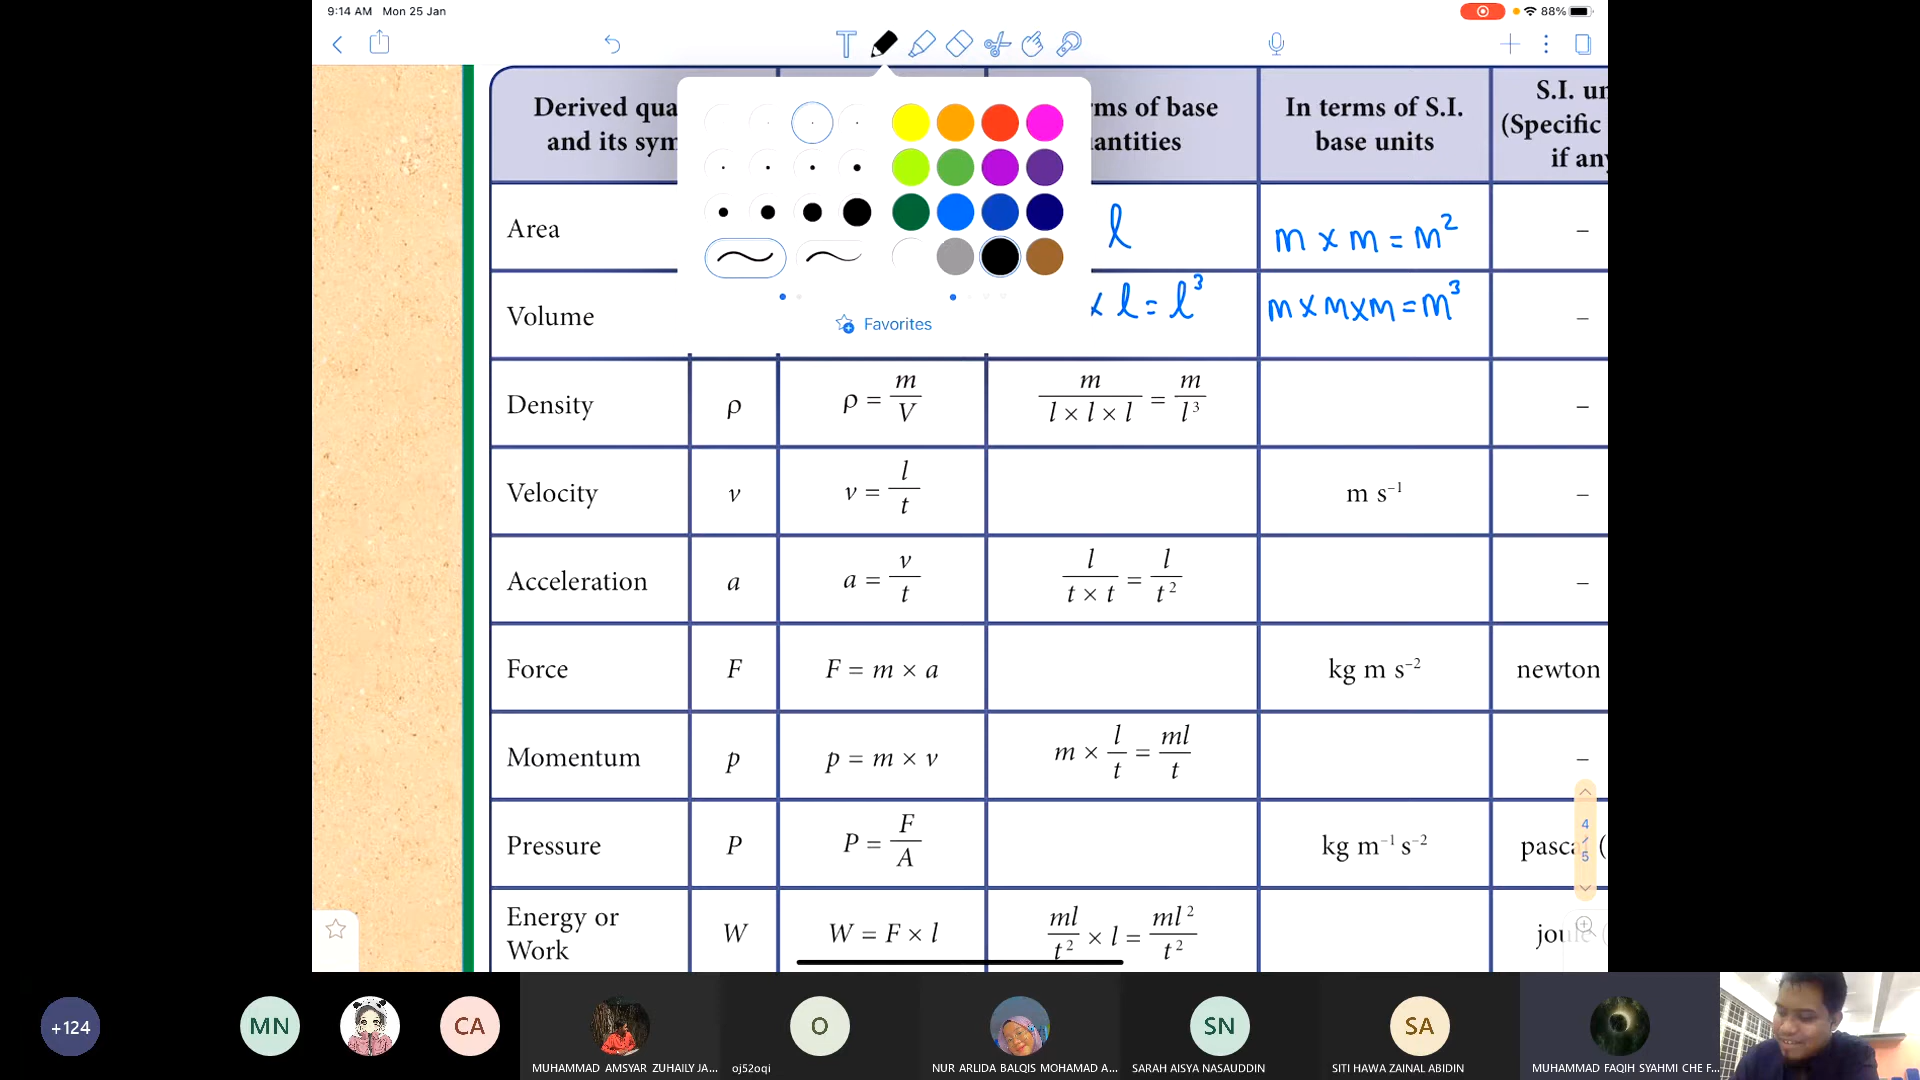 9:14 AM Mon 25 Jan
88%
T
Derived qua
and its sym
ms of base
antities
In terms of S.I.
base units
S.I. un
(Specific
if any
Area
l
m × m = m²
–
Volume
× l = l³
m × m × m = m³
–
Favorites
Density
ρ
ρ = m/V
m/(l × l × l) = m/l³
–
Velocity
v
v = l/t
m s⁻¹
–
Acceleration
a
a = v/t
l/(t × t) = l/t²
–
Force
F
F = m × a
kg m s⁻²
newton
Momentum
p
p = m × v
m × l/t = ml/t
–
Pressure
P
P = F/A
kg m⁻¹ s⁻²
pascal (
Energy or
Work
W
W = F × l
ml/t² × l = ml²/t²
joule (
4/5
+124
MN
CA
MUHAMMAD AMSYAR ZUHAILY JA...
O
oj52oqi
NUR ARLIDA BALQIS MOHAMAD A...
SN
SARAH AISYA NASAUDDIN
SA
SITI HAWA ZAINAL ABIDIN
MUHAMMAD FAQIH SYAHMI CHE F...